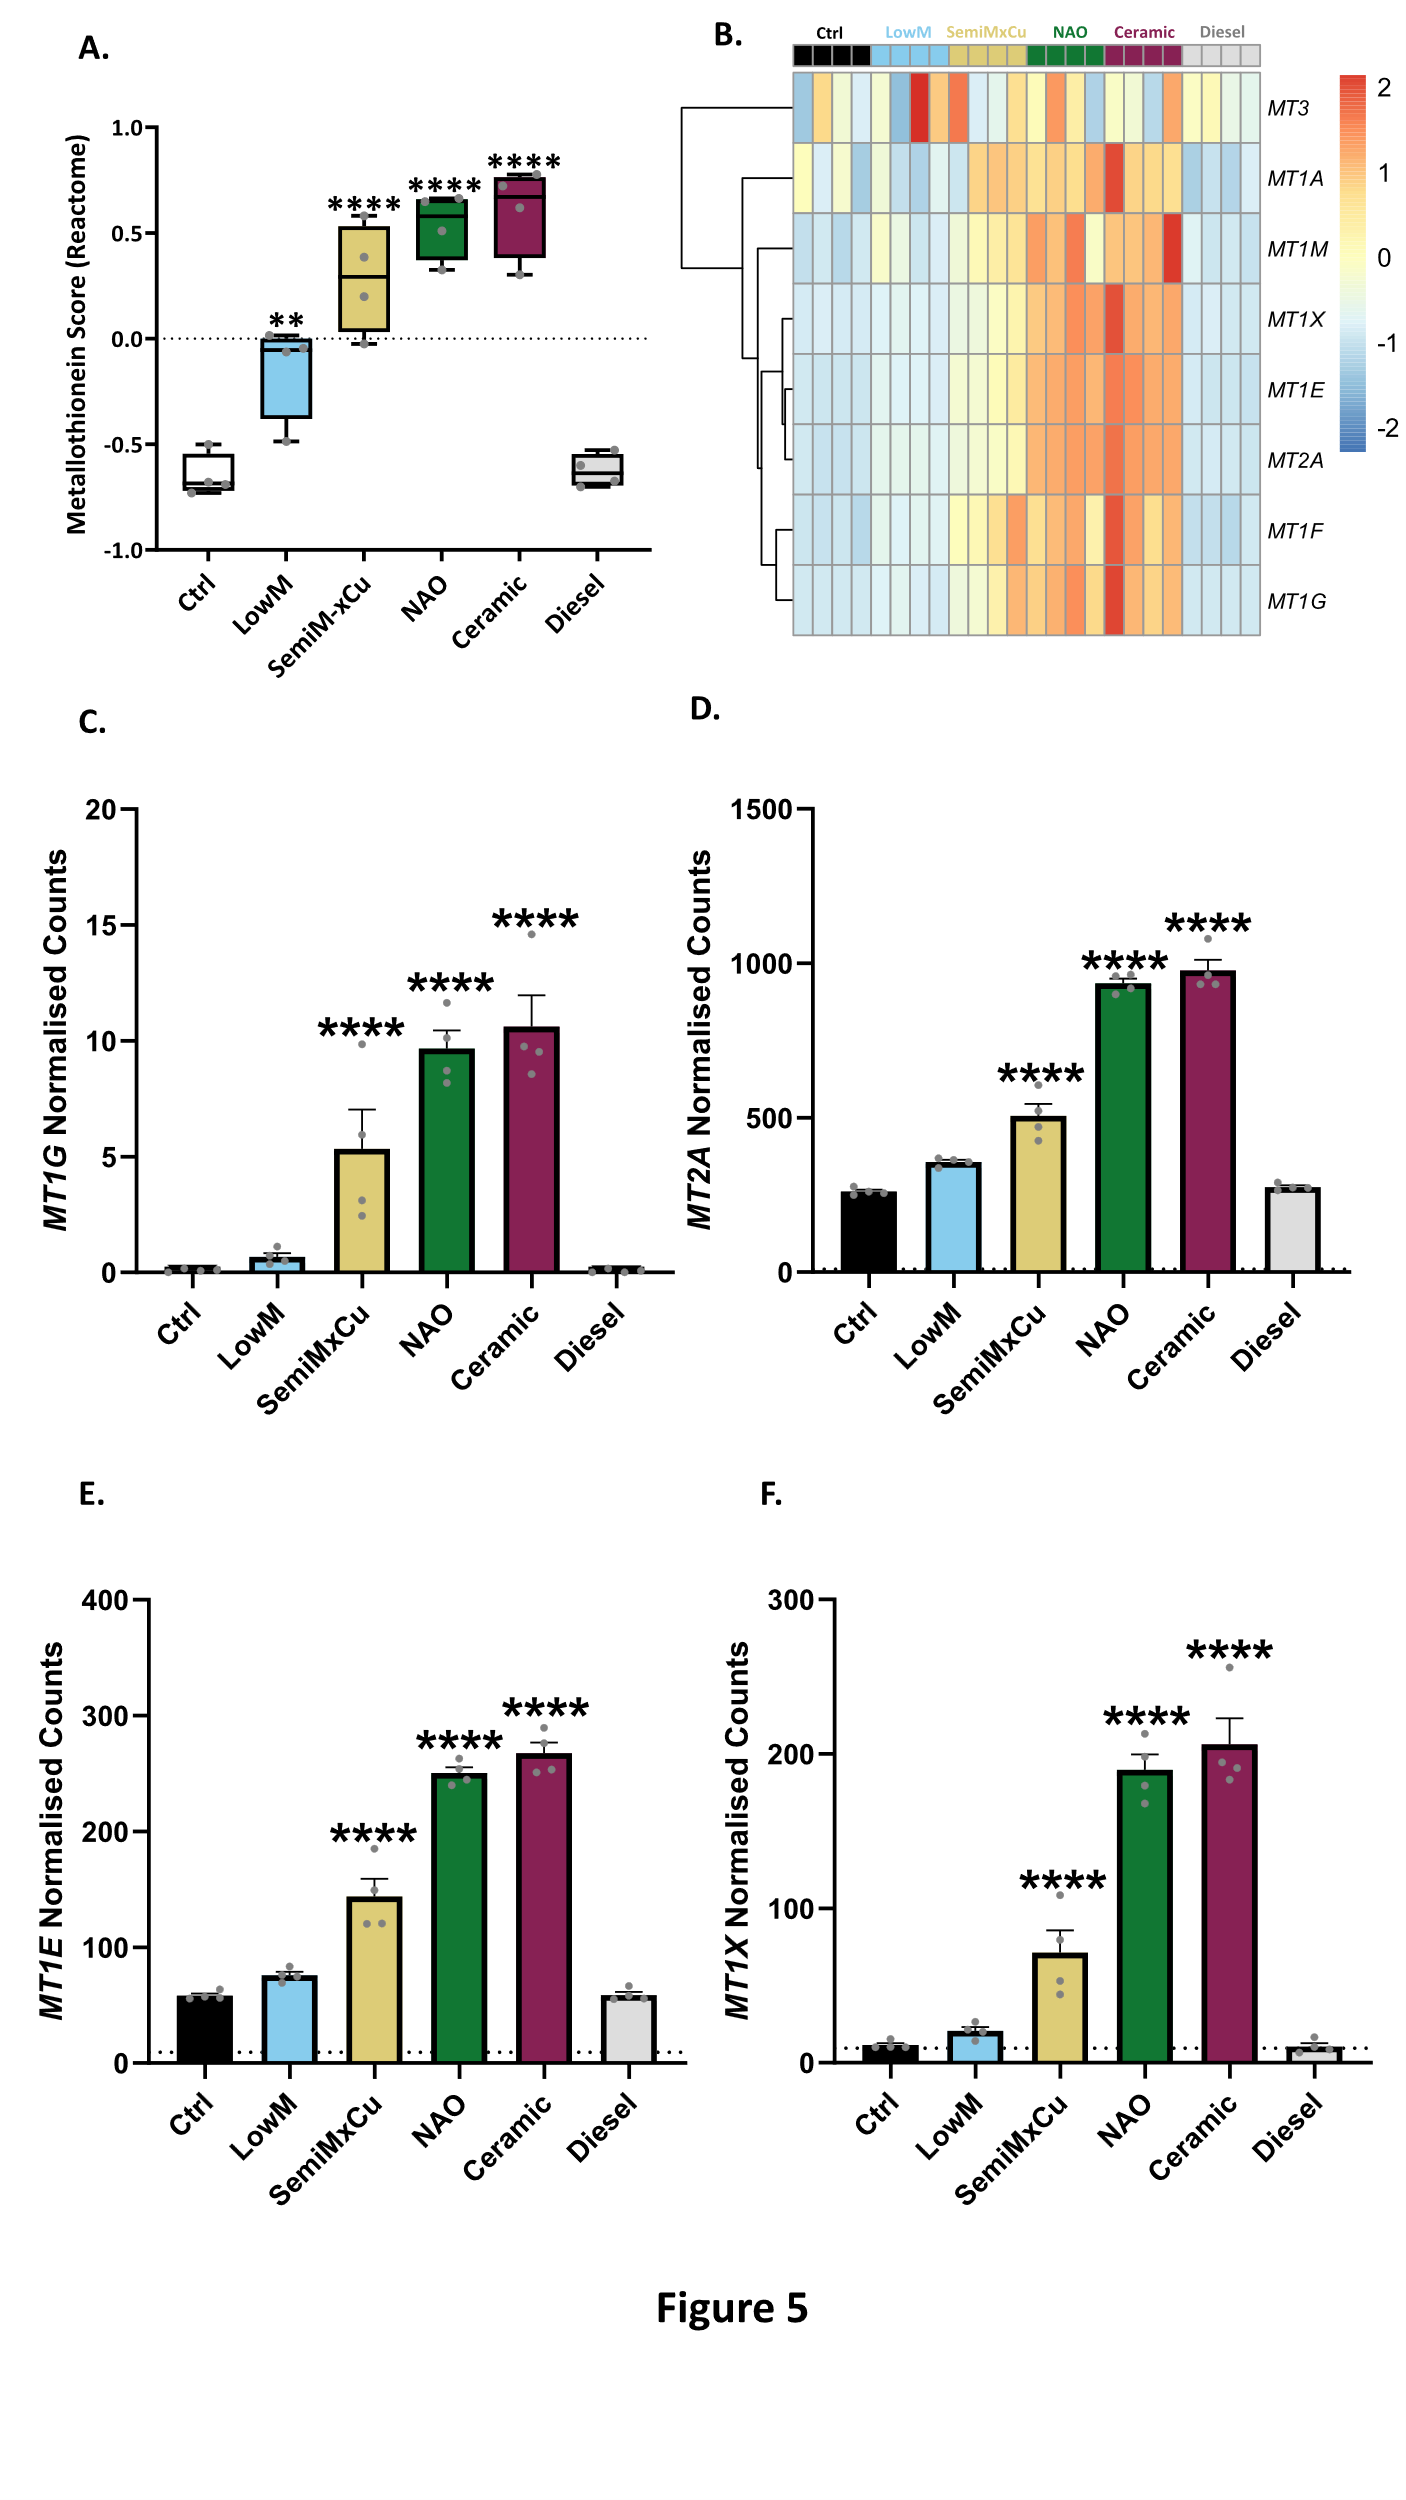 A.
Metallothionein Score (Reactome)
1.0
0.5
0.0
-0.5
-1.0
**
****
****
****
Ctrl
LowM
SemiM-xCu
NAO
Ceramic
Diesel
B.
Ctrl LowM SemiMxCu NAO Ceramic Diesel
MT3
MT1A
MT1M
MT1X
MT1E
MT2A
MT1F
MT1G
2
1
0
-1
-2
C.
MT1G Normalised Counts
20
15
10
5
0
****
****
****
Ctrl
LowM
SemiMxCu
NAO
Ceramic
Diesel
D.
MT2A Normalised Counts
1500
1000
500
0
****
****
****
Ctrl
LowM
SemiMxCu
NAO
Ceramic
Diesel
E.
MT1E Normalised Counts
400
300
200
100
0
****
****
****
Ctrl
LowM
SemiMxCu
NAO
Ceramic
Diesel
F.
MT1X Normalised Counts
300
200
100
0
****
****
****
Ctrl
LowM
SemiMxCu
NAO
Ceramic
Diesel
Figure 5